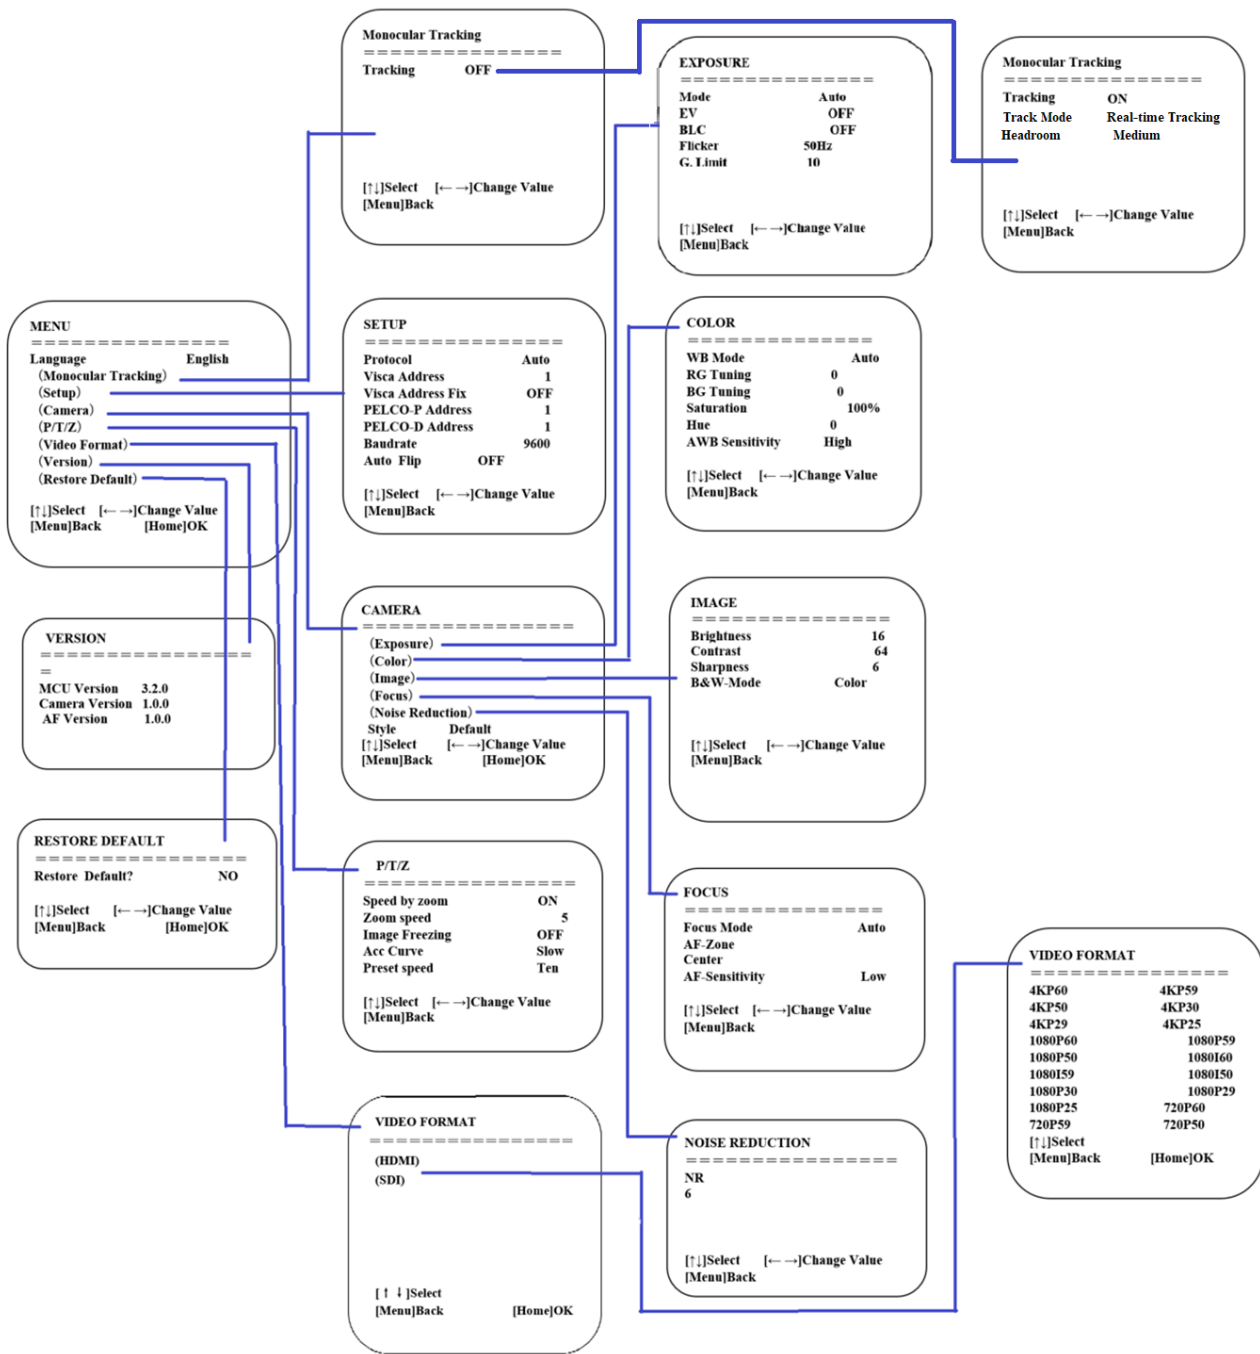 Monocular Tracking
===============
Tracking OFF
[↑↓]Select [← →]Change Value
[Menu]Back
EXPOSURE
===============
Mode Auto
EV OFF
BLC OFF
Flicker 50Hz
G. Limit 10
[↑↓]Select [← →]Change Value
[Menu]Back
Monocular Tracking
===============
Tracking ON
Track Mode Real-time Tracking
Headroom Medium
[↑↓]Select [← →]Change Value
[Menu]Back
MENU
===============
Language English
(Monocular Tracking)
(Setup)
(Camera)
(P/T/Z)
(Video Format)
(Version)
(Restore Default)
[↑↓]Select [← →]Change Value
[Menu]Back [Home]OK
SETUP
===============
Protocol Auto
Visca Address 1
Visca Address Fix OFF
PELCO-P Address 1
PELCO-D Address 1
Baudrate 9600
Auto Flip OFF
[↑↓]Select [← →]Change Value
[Menu]Back
COLOR
==============
WB Mode Auto
RG Tuning 0
BG Tuning 0
Saturation 100%
Hue 0
AWB Sensitivity High
[↑↓]Select [← →]Change Value
[Menu]Back
VERSION
================
=
MCU Version 3.2.0
Camera Version 1.0.0
AF Version 1.0.0
CAMERA
================
(Exposure)
(Color)
(Image)
(Focus)
(Noise Reduction)
Style Default
[↑↓]Select [← →]Change Value
[Menu]Back [Home]OK
IMAGE
===============
Brightness 16
Contrast 64
Sharpness 6
B&W-Mode Color
[↑↓]Select [← →]Change Value
[Menu]Back
RESTORE DEFAULT
================
Restore Default? NO
[↑↓]Select [← →]Change Value
[Menu]Back [Home]OK
P/T/Z
================
Speed by zoom ON
Zoom speed 5
Image Freezing OFF
Acc Curve Slow
Preset speed Ten
[↑↓]Select [← →]Change Value
[Menu]Back
FOCUS
===============
Focus Mode Auto
AF-Zone
Center
AF-Sensitivity Low
[↑↓]Select [← →]Change Value
[Menu]Back
VIDEO FORMAT
===============
4KP60 4KP59
4KP50 4KP30
4KP29 4KP25
1080P60 1080P59
1080P50 1080I60
1080I59 1080I50
1080P30 1080P29
1080P25 720P60
720P59 720P50
[↑↓]Select
[Menu]Back [Home]OK
VIDEO FORMAT
================
(HDMI)
(SDI)
[↑ ↓]Select
[Menu]Back [Home]OK
NOISE REDUCTION
================
NR
6
[↑↓]Select [← →]Change Value
[Menu]Back